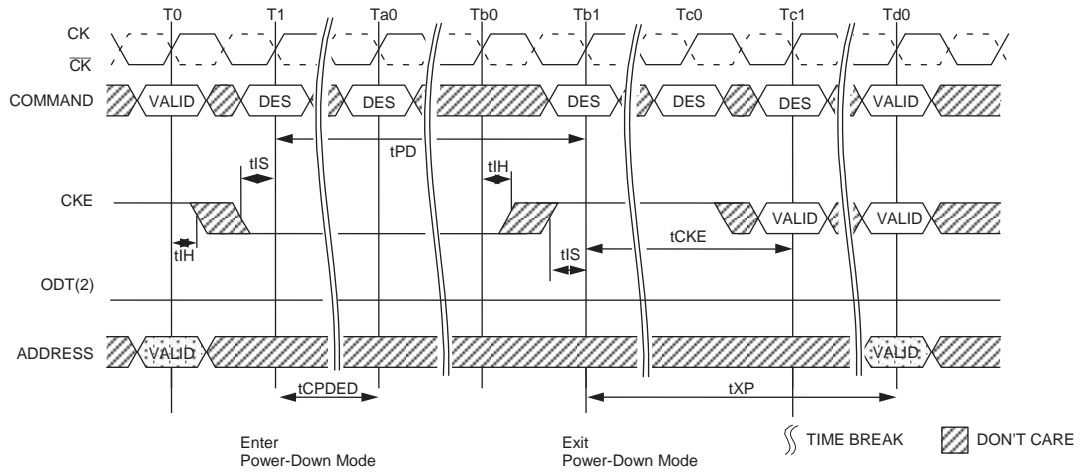 T0 T1 Ta0 Tb0 Tb1 Tc0 Tc1 Td0
CK
CK
COMMAND VALID DES DES DES DES DES VALID
tPD
tIS tIH
CKE VALID VALID
tCKE
tIH tIS
ODT(2)
ADDRESS VALID VALID
tCPDED tXP
Enter
Power-Down Mode
Exit
Power-Down Mode
TIME BREAK DON'T CARE